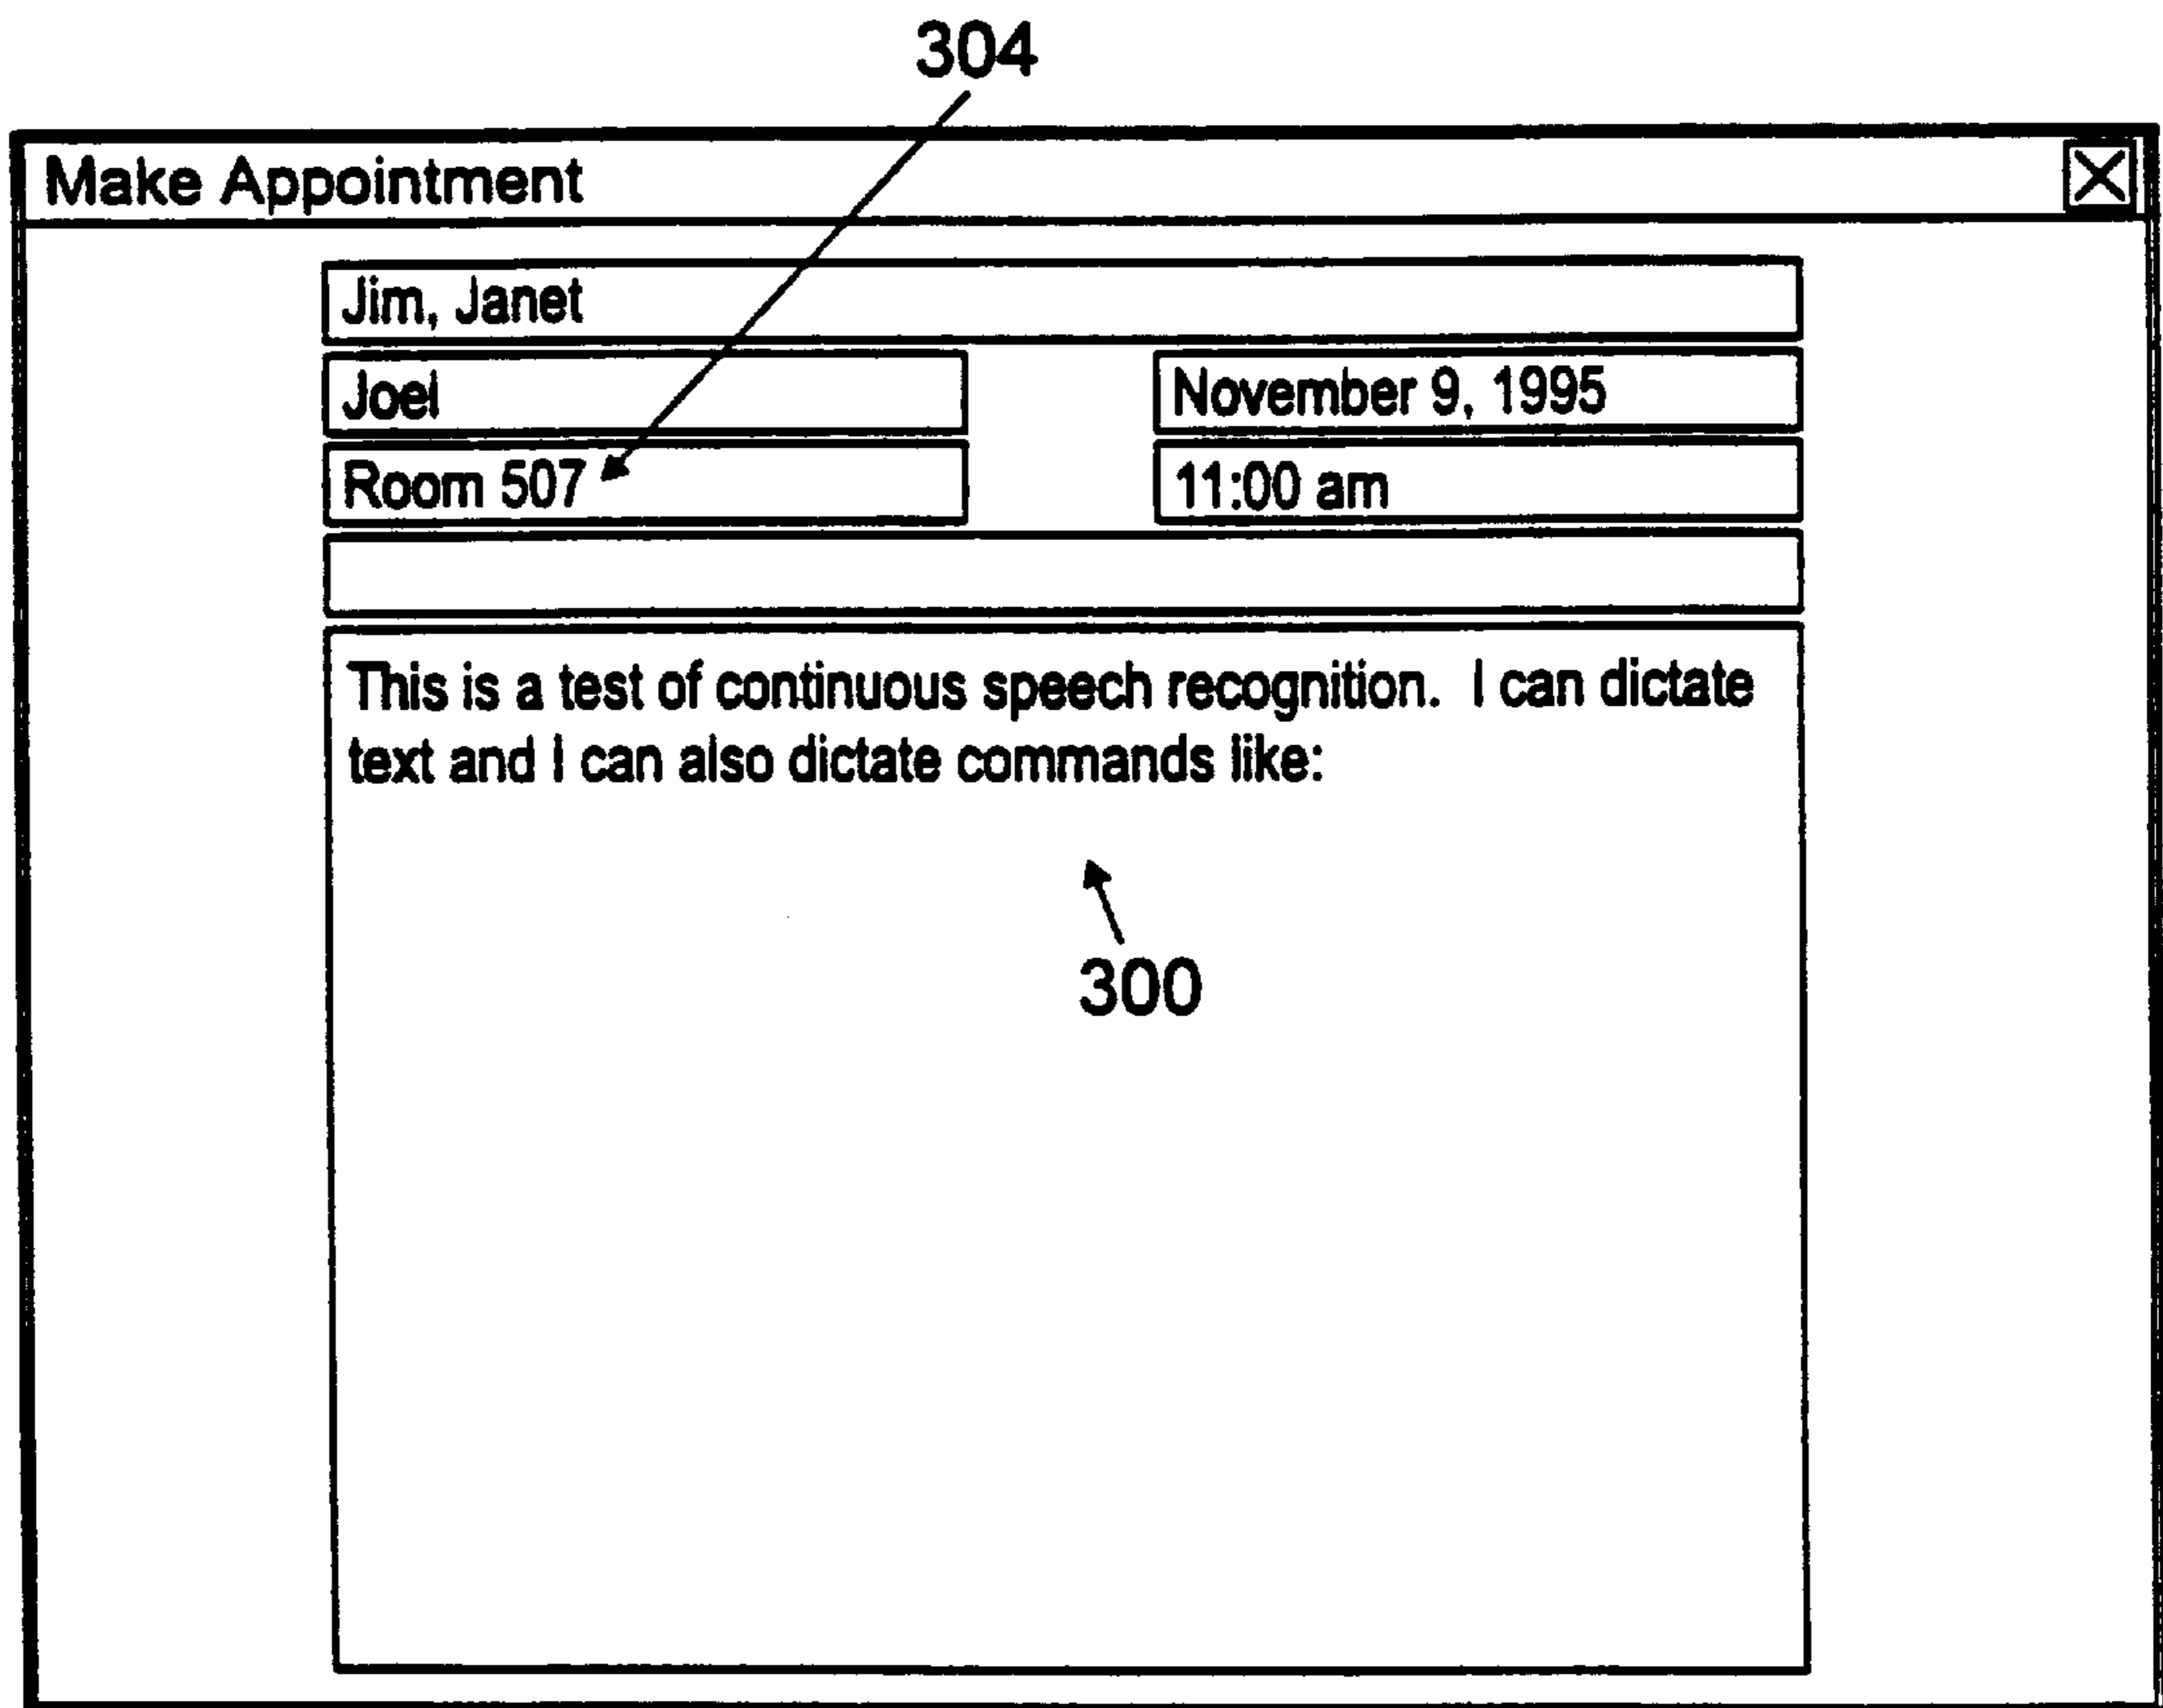 304
Make Appointment
Jim, Janet
Joel
November 9, 1995
Room 507
11:00 am
This is a test of continuous speech recognition. I can dictate
text and I can also dictate commands like:
300